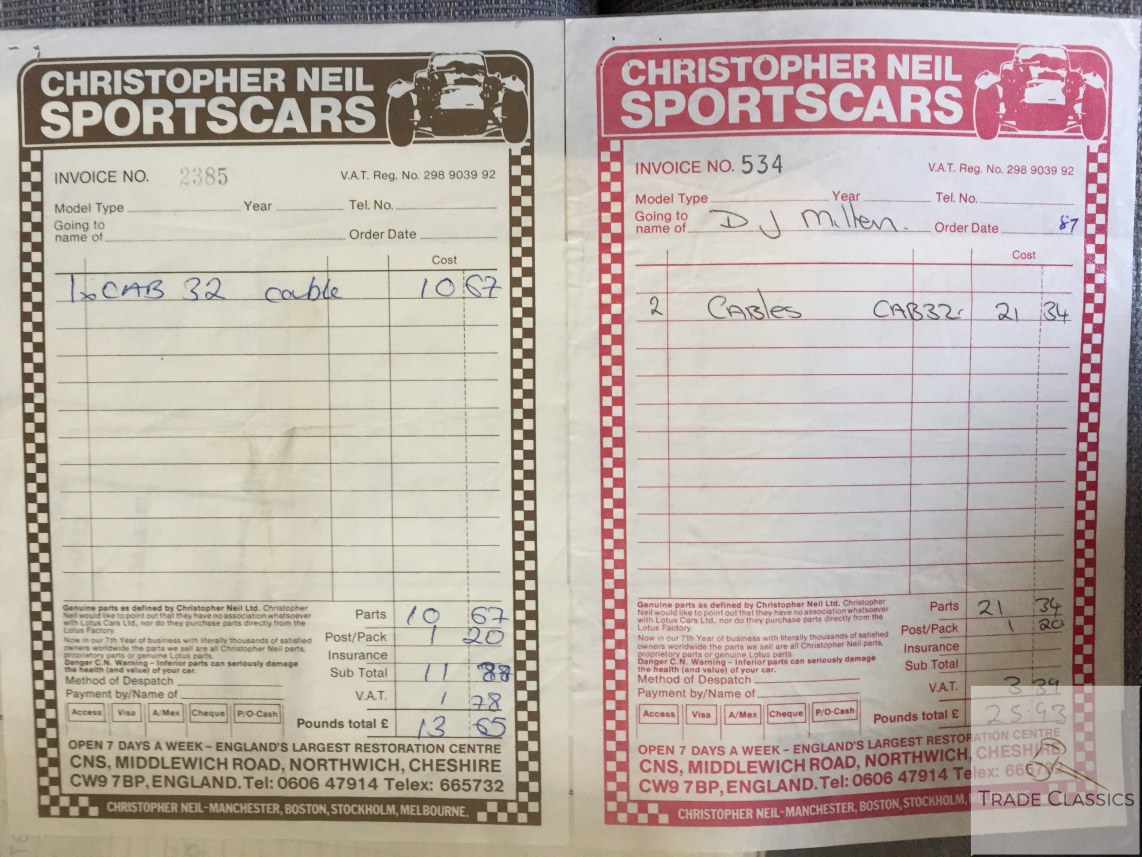 CHRISTOPHER NEIL
SPORTSCARS
INVOICE NO. 2385
V.A.T. Reg. No. 298 9039 92
Model Type Year Tel. No.
Going to
name of Order Date
Cost
1x CAB 32 cable 10 67
Genuine parts as defined by Christopher Neil Ltd. Christopher
Neil would like to point out that they have no association whatsoever
with Lotus Cars Ltd., nor do they purchase parts directly from the
Lotus Factory.
Now in our 7th Year of business with literally thousands of satisfied
owners worldwide the parts we sell are all Christopher Neil parts,
proprietary parts or genuine Lotus parts.
Danger C.N. Warning – Inferior parts can seriously damage
the health (and value) of your car.
Method of Despatch
Payment by/Name of
Access Visa A/Mex Cheque P/O-Cash
Parts 10 67
Post/Pack 1 20
Insurance
Sub Total 11
V.A.T. 1 78
Pounds total £ 13 65
OPEN 7 DAYS A WEEK – ENGLAND'S LARGEST RESTORATION CENTRE
CNS, MIDDLEWICH ROAD, NORTHWICH, CHESHIRE
CW9 7BP, ENGLAND. Tel: 0606 47914 Telex: 665732
CHRISTOPHER NEIL–MANCHESTER, BOSTON, STOCKHOLM, MELBOURNE.
CHRISTOPHER NEIL
SPORTSCARS
INVOICE NO. 534
V.A.T. Reg. No. 298 9039 92
Model Type Year Tel. No.
Going to
name of D J Millen. Order Date 87
Cost
2 CABles CAB32. 21 34
Genuine parts as defined by Christopher Neil Ltd. Christopher
Neil would like to point out that they have no association whatsoever
with Lotus Cars Ltd., nor do they purchase parts directly from the
Lotus Factory.
Now in our 7th Year of business with literally thousands of satisfied
owners worldwide the parts we sell are all Christopher Neil parts,
proprietary parts or genuine Lotus parts.
Danger C.N. Warning – Inferior parts can seriously damage
the health (and value) of your car.
Method of Despatch
Payment by/Name of
Access Visa A/Mex Cheque P/O-Cash
Parts 21 34
Post/Pack 1 20
Insurance
Sub Total
V.A.T. 3 39
Pounds total £ 25.93
OPEN 7 DAYS A WEEK – ENGLAND'S LARGEST RESTORATION CENTRE
CNS, MIDDLEWICH ROAD, NORTHWICH, CHESHIRE
CW9 7BP, ENGLAND. Tel: 0606 47914 Telex: 665732
CHRISTOPHER NEIL–MANCHESTER, BOSTON, STOCKHOLM,
TRADE CLASSICS